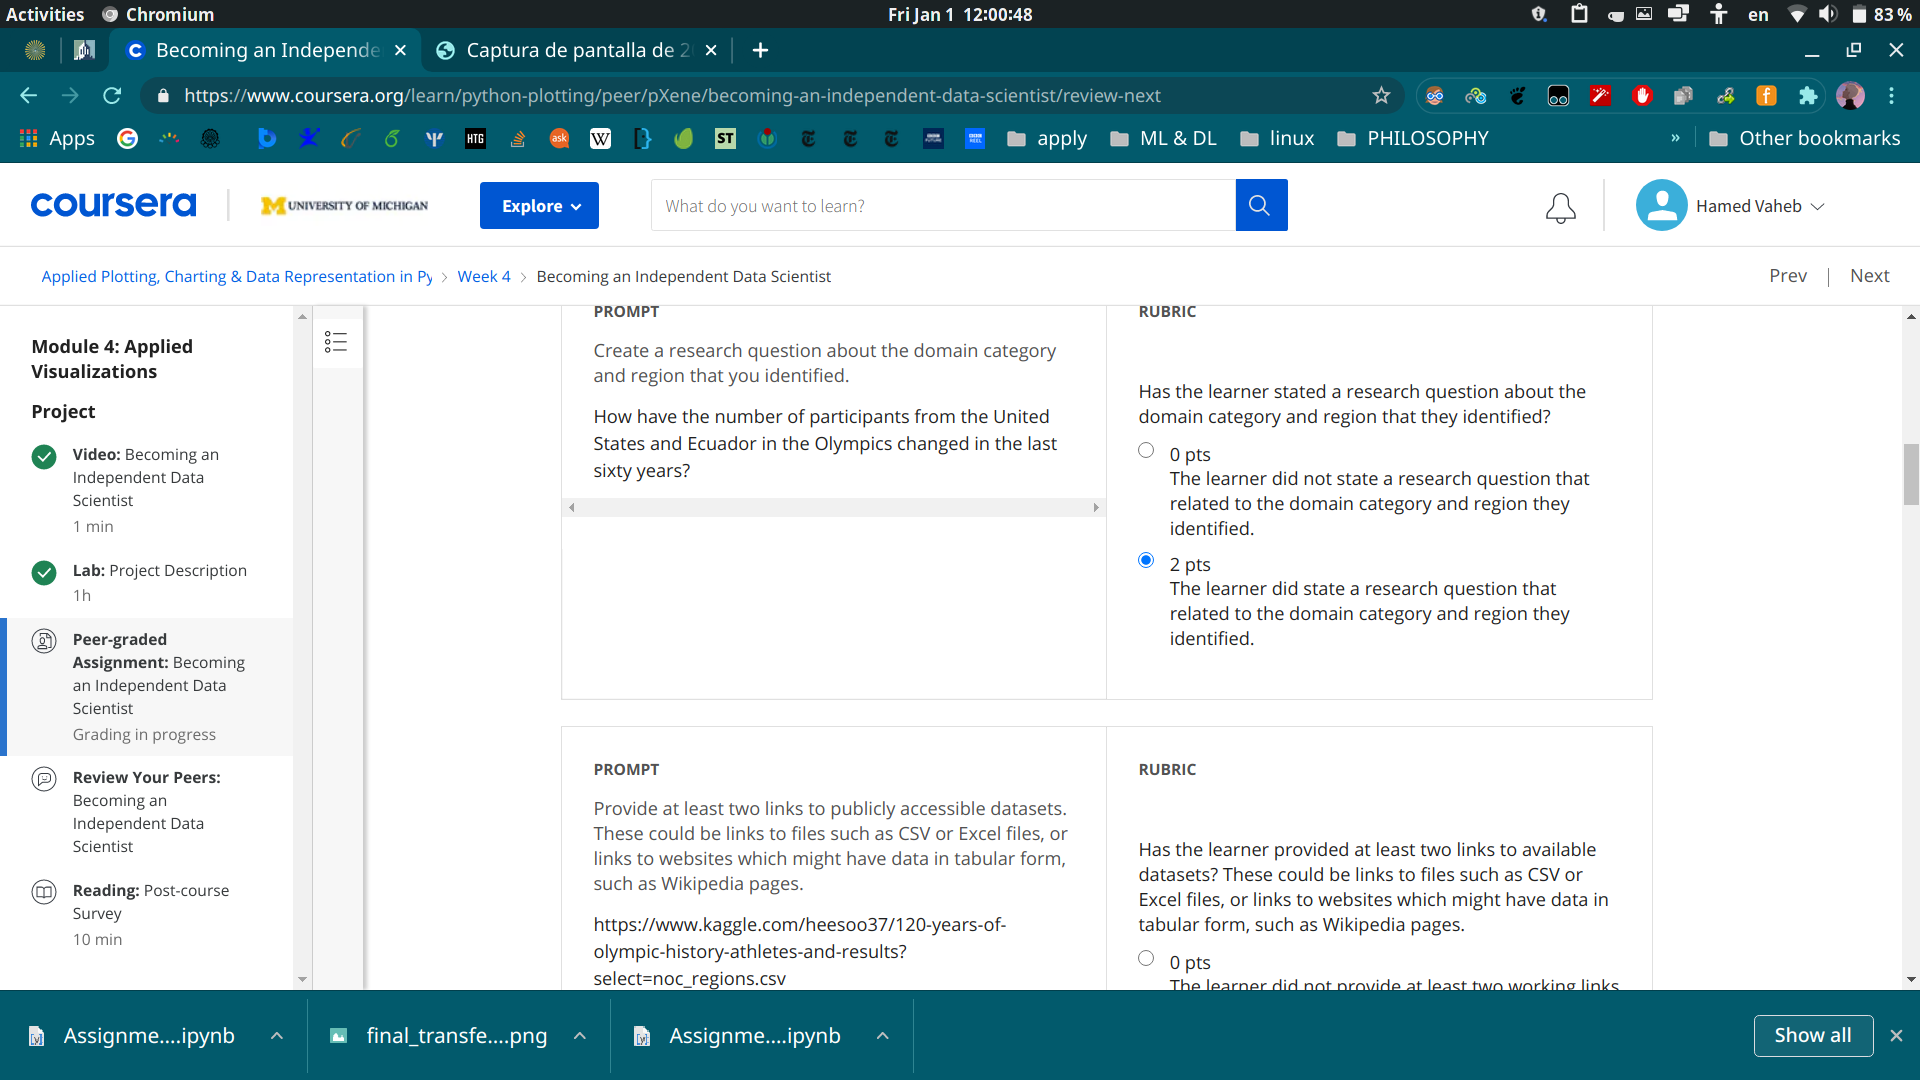 Activities Chromium Fri Jan 1 12:00:48 en 83 %
Becoming an Independe Captura de pantalla de 2
https://www.coursera.org/learn/python-plotting/peer/pXene/becoming-an-independent-data-scientist/review-next
Apps HTG ask W ST apply ML & DL linux PHILOSOPHY » Other bookmarks
coursera M UNIVERSITY OF MICHIGAN Explore What do you want to learn? Hamed Vaheb
Applied Plotting, Charting & Data Representation in Py > Week 4 > Becoming an Independent Data Scientist Prev | Next
Module 4: Applied
Visualizations
Project
Video: Becoming an
Independent Data
Scientist
1 min
Lab: Project Description
1h
Peer-graded
Assignment: Becoming
an Independent Data
Scientist
Grading in progress
Review Your Peers:
Becoming an
Independent Data
Scientist
Reading: Post-course
Survey
10 min
PROMPT
Create a research question about the domain category
and region that you identified.
How have the number of participants from the United
States and Ecuador in the Olympics changed in the last
sixty years?
RUBRIC
Has the learner stated a research question about the
domain category and region that they identified?
0 pts
The learner did not state a research question that
related to the domain category and region they
identified.
2 pts
The learner did state a research question that
related to the domain category and region they
identified.
PROMPT
Provide at least two links to publicly accessible datasets.
These could be links to files such as CSV or Excel files, or
links to websites which might have data in tabular form,
such as Wikipedia pages.
https://www.kaggle.com/heesoo37/120-years-of-
olympic-history-athletes-and-results?
select=noc_regions.csv
RUBRIC
Has the learner provided at least two links to available
datasets? These could be links to files such as CSV or
Excel files, or links to websites which might have data in
tabular form, such as Wikipedia pages.
0 pts
The learner did not provide at least two working links
Assignme....ipynb final_transfe....png Assignme....ipynb Show all